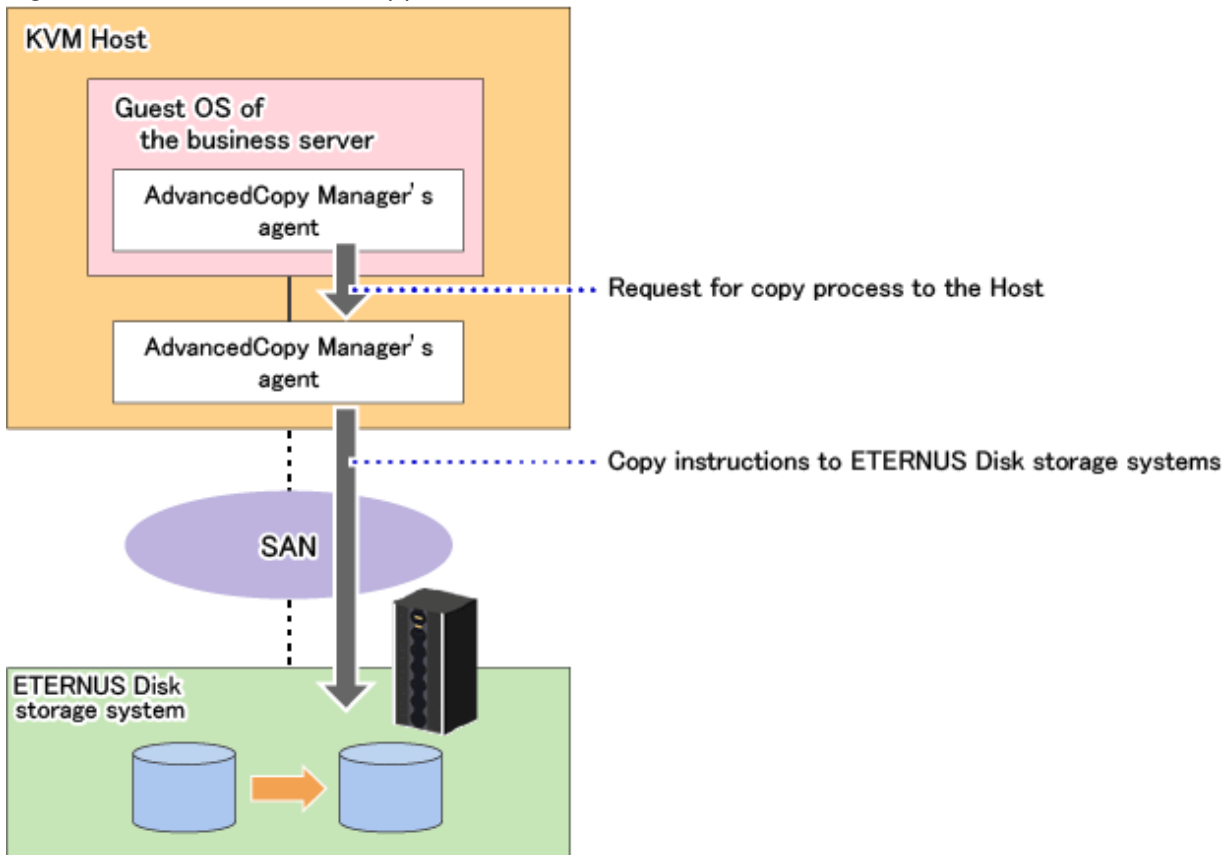 KVM Host
Guest OS of
the business server
AdvancedCopy Manager's
agent
Request for copy process to the Host
AdvancedCopy Manager's
agent
Copy instructions to ETERNUS Disk storage systems
SAN
ETERNUS Disk
storage system